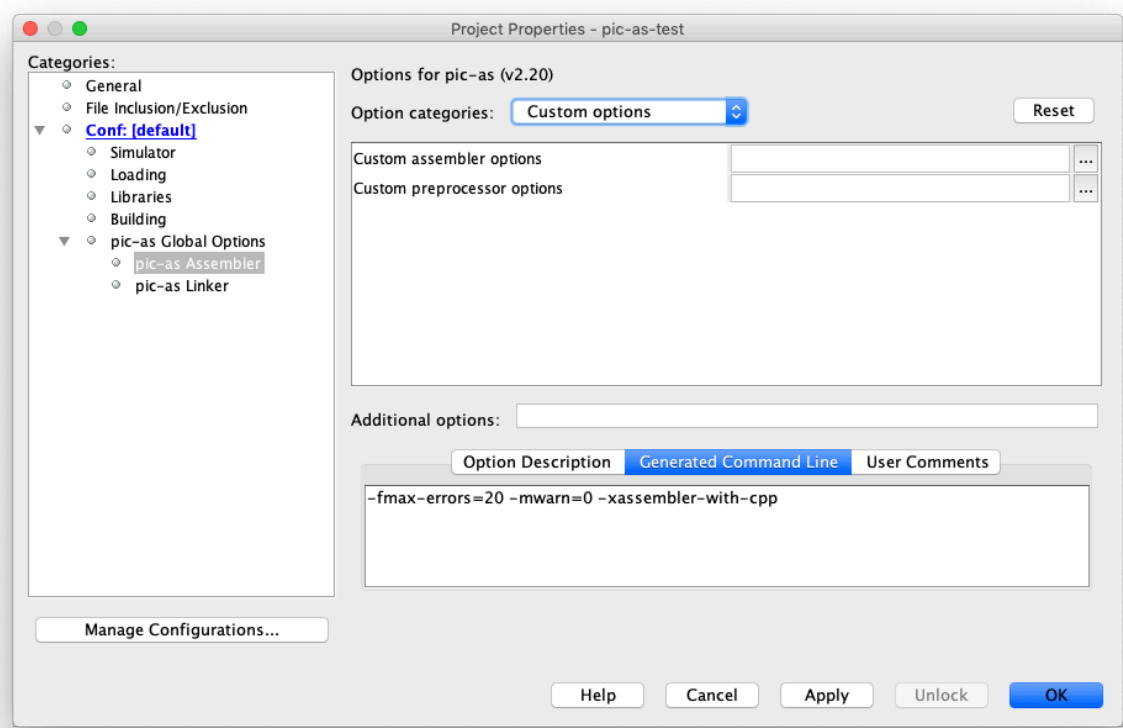 Project Properties - pic-as-test
Categories:
General
File Inclusion/Exclusion
Conf: [default]
Simulator
Loading
Libraries
Building
pic-as Global Options
pic-as Assembler
pic-as Linker
Manage Configurations...
Options for pic-as (v2.20)
Option categories: Custom options Reset
Custom assembler options ...
Custom preprocessor options ...
Additional options:
Option Description Generated Command Line User Comments
-fmax-errors=20 -mwarn=0 -xassembler-with-cpp
Help Cancel Apply Unlock OK